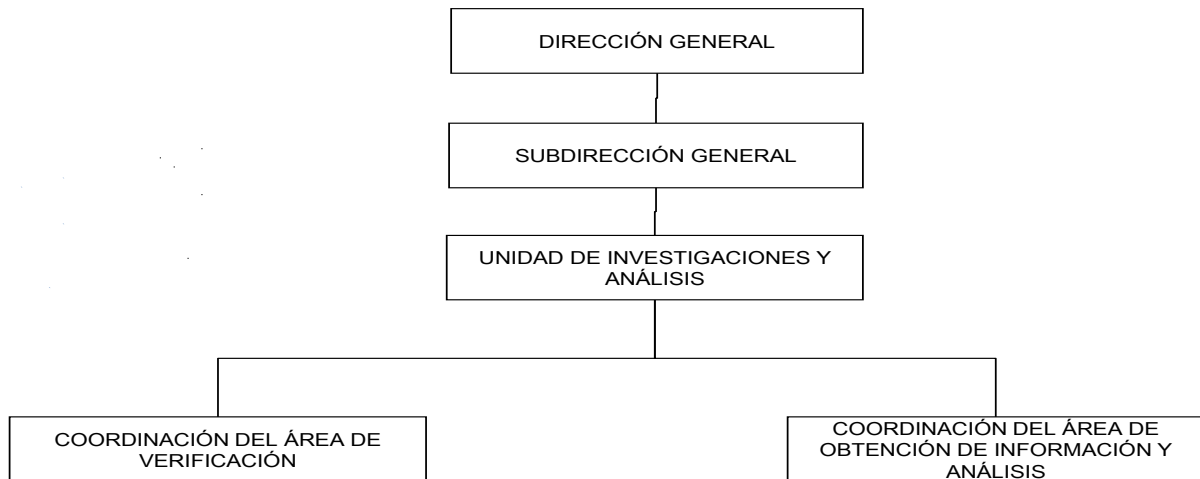 DIRECCIÓN GENERAL
SUBDIRECCIÓN GENERAL
UNIDAD DE INVESTIGACIONES Y
ANÁLISIS
COORDINACIÓN DEL ÁREA DE
VERIFICACIÓN
COORDINACIÓN DEL ÁREA DE
OBTENCIÓN DE INFORMACIÓN Y
ANÁLISIS